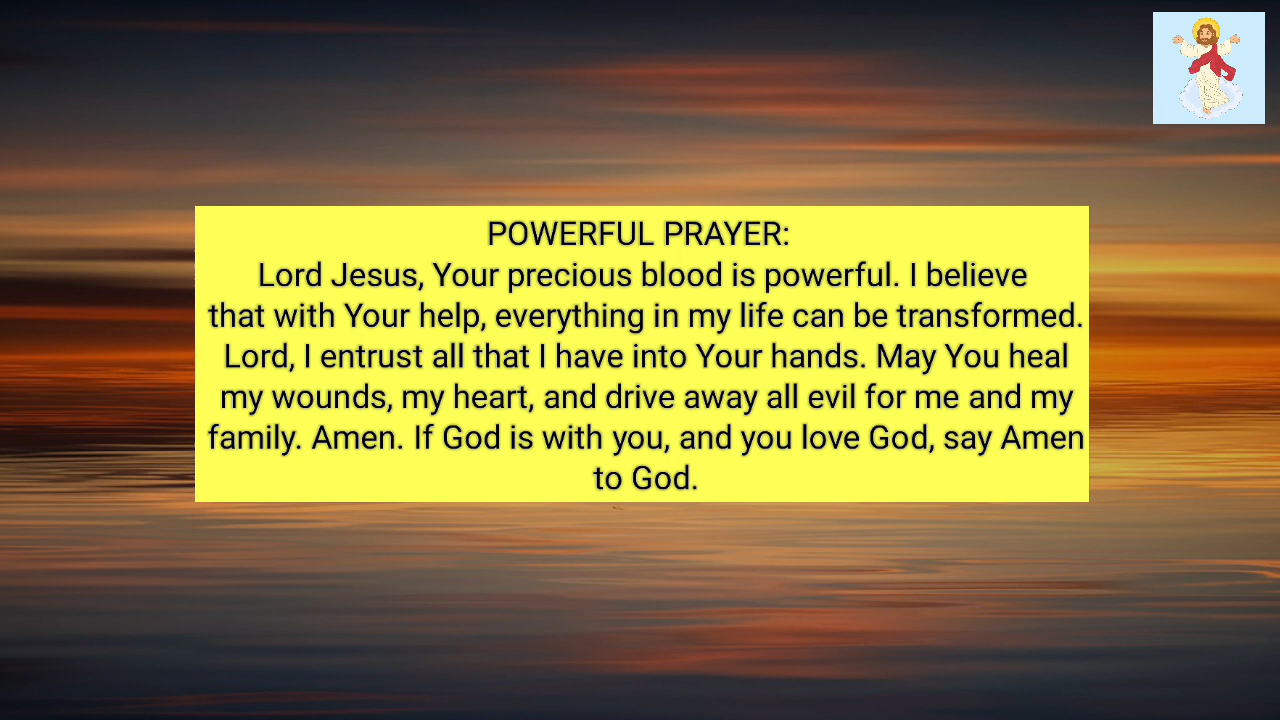 POWERFUL PRAYER:
Lord Jesus, Your precious blood is powerful. I believe
that with Your help, everything in my life can be transformed.
Lord, I entrust all that I have into Your hands. May You heal
my wounds, my heart, and drive away all evil for me and my
family. Amen. If God is with you, and you love God, say Amen
to God.